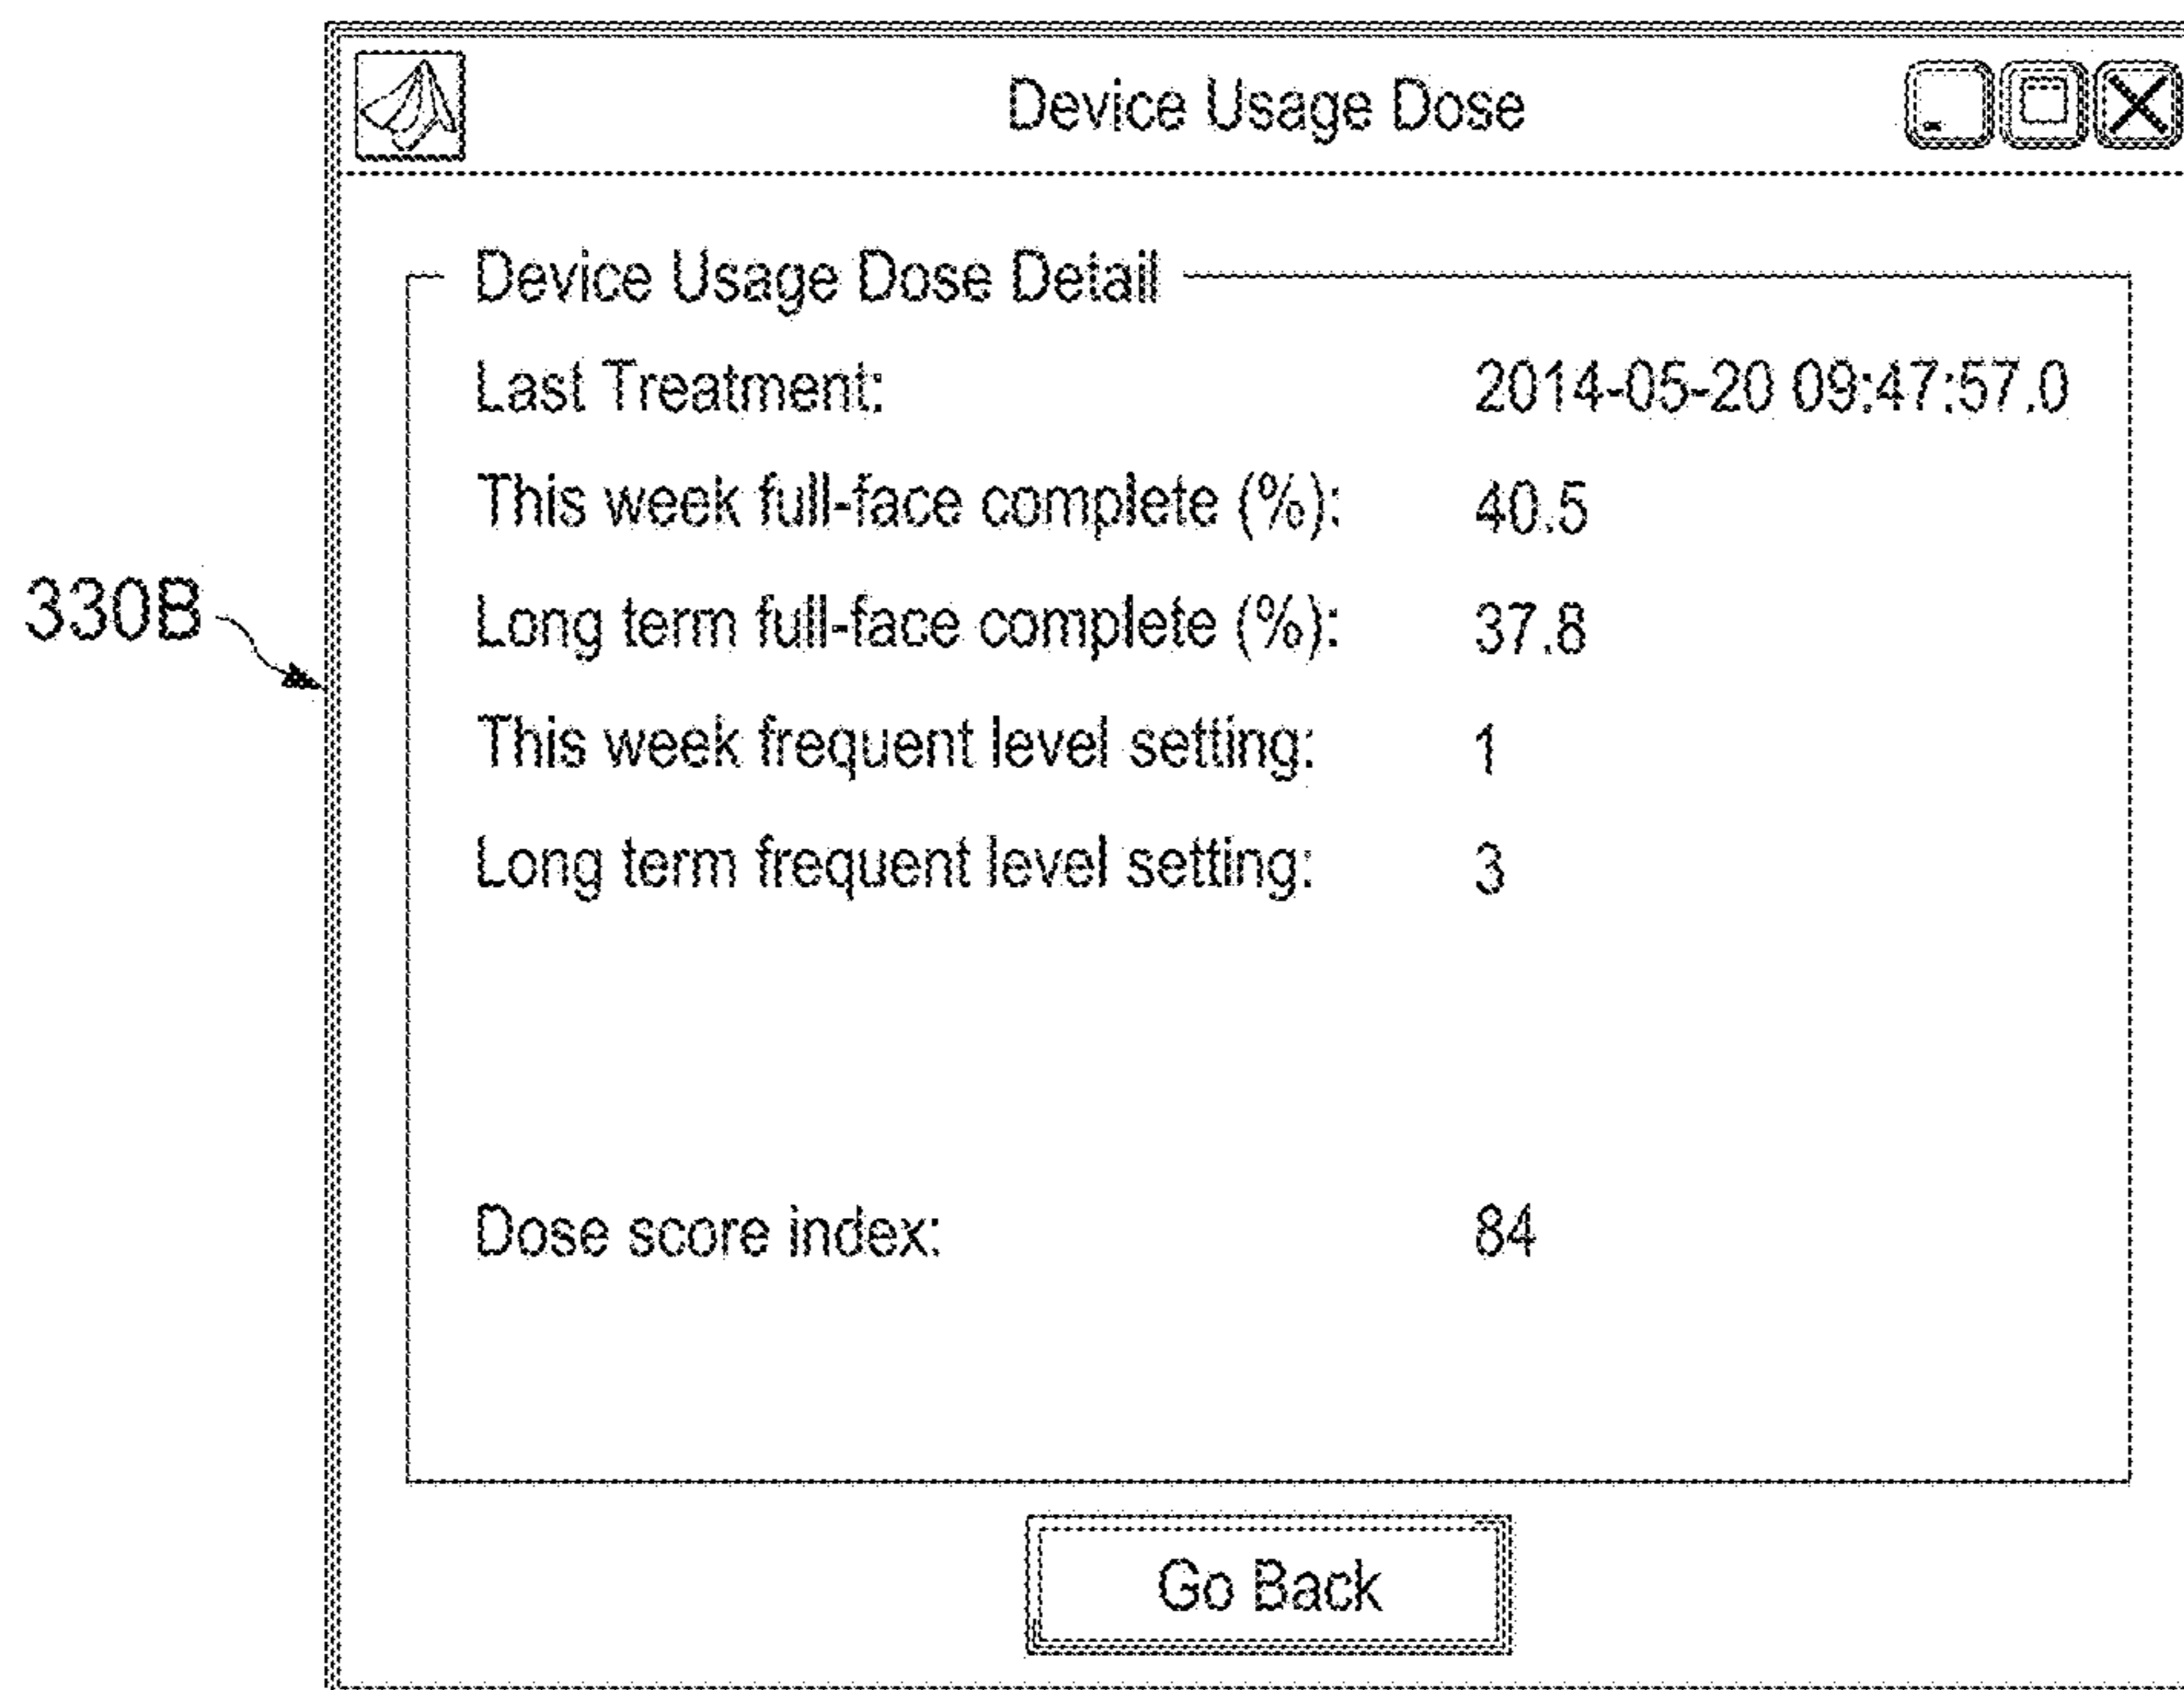 Device Usage Dose
Device Usage Dose Detail
Last Treatment: 2014-05-20 09:47:57.0
This week full-face complete (%): 40.5
330B
Long term full-face complete (%): 37.8
This week frequent level setting: 1
Long term frequent level setting: 3
Dose score index: 84
Go Back